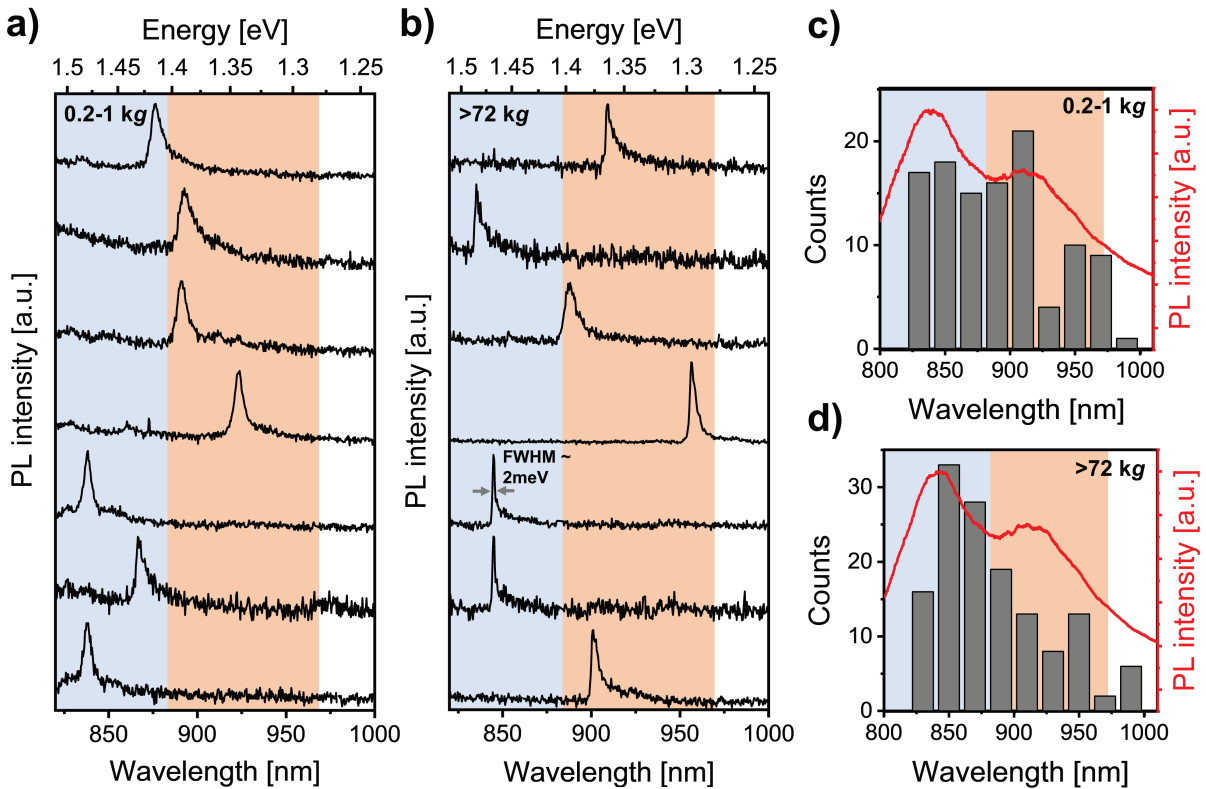 a)
Energy [eV]
1.5 1.45 1.4 1.35 1.3 1.25
0.2-1 kg
PL intensity [a.u.]
850 900 950 1000
Wavelength [nm]
b)
Energy [eV]
1.5 1.45 1.4 1.35 1.3 1.25
>72 kg
PL intensity [a.u.]
FWHM ~
2meV
850 900 950 1000
Wavelength [nm]
c)
0.2-1 kg
Counts
20
10
0
PL intensity [a.u.]
800 850 900 950 1000
Wavelength [nm]
d)
>72 kg
Counts
30
20
10
0
PL intensity [a.u.]
800 850 900 950 1000
Wavelength [nm]